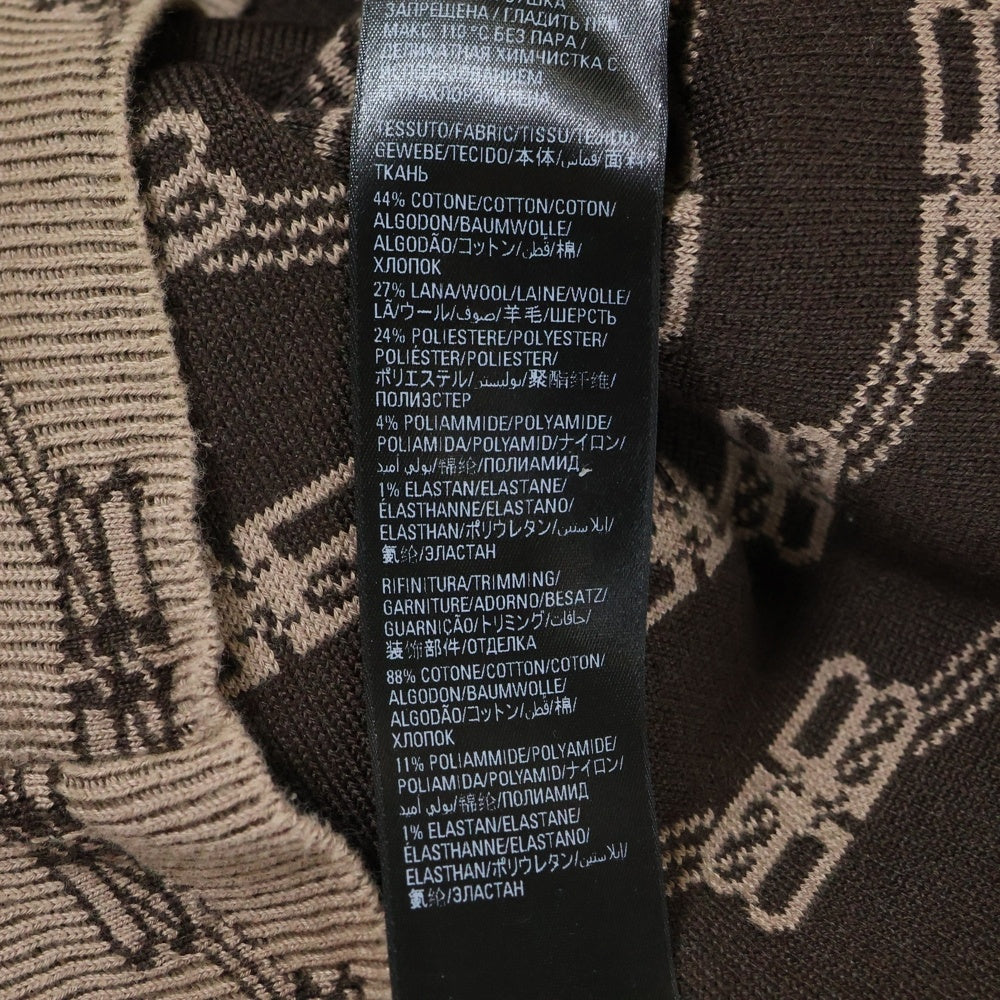 ЗАПРЕЩЕНА / ГЛАДИТЬ ПРИ
МАКС. 110°C БЕЗ ПАРА /
ДЕЛИКАТНАЯ ХИМЧИСТКА С
TESSUTO/FABRIC/TISSU/
GEWEBE/TECIDO/本体/قماش/面料
ТКАНЬ
44% COTONE/COTTON/COTON/
ALGODON/BAUMWOLLE/
ALGODÃO/コットン/قطن/棉/
ХЛОПОК
27% LANA/WOOL/LAINE/WOLLE/
LÃ/ウール/صوف/羊毛/ШЕРСТЬ
24% POLIESTERE/POLYESTER/
POLIÉSTER/POLIESTER/
ポリエステル/بوليستر/聚酯纤维/
ПОЛИЭСТЕР
4% POLIAMMIDE/POLYAMIDE/
POLIAMIDA/POLYAMID/ナイロン/
بولي أميد/锦纶/ПОЛИАМИД
1% ELASTAN/ELASTANE/
ÉLASTHANNE/ELASTANO/
ELASTHAN/ポリウレタン/إيلاستين/
氨纶/ЭЛАСТАН
RIFINITURA/TRIMMING/
GARNITURE/ADORNO/BESATZ/
GUARNIÇÃO/トリミング/حافات/
装饰部件/ОТДЕЛКА
88% COTONE/COTTON/COTON/
ALGODON/BAUMWOLLE/
ALGODÃO/コットン/قطن/棉/
ХЛОПОК
11% POLIAMMIDE/POLYAMIDE/
POLIAMIDA/POLYAMID/ナイロン/
بولي أميد/锦纶/ПОЛИАМИД
1% ELASTAN/ELASTANE/
ÉLASTHANNE/ELASTANO/
ELASTHAN/ポリウレタン/إيلاستين/
氨纶/ЭЛАСТАН